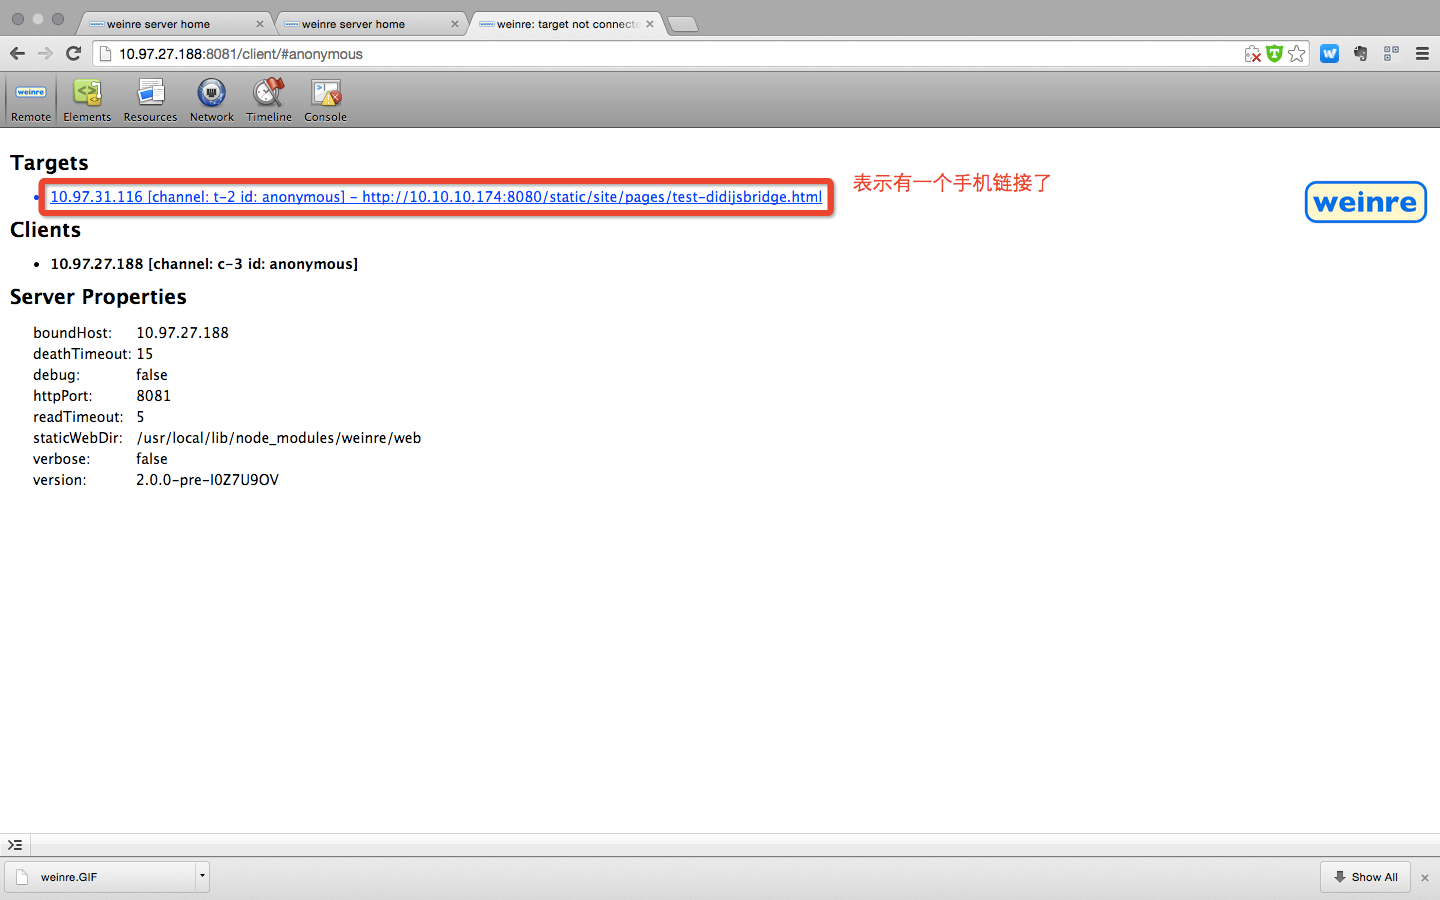 weinre server home
weinre server home
weinre: target not connecte
10.97.27.188:8081/client/#anonymous
weinre
Remote
Elements
Resources
Network
Timeline
Console
Targets
10.97.31.116 [channel: t-2 id: anonymous] - http://10.10.10.174:8080/static/site/pages/test-didijsbridge.html
表示有一个手机链接了
weinre
Clients
10.97.27.188 [channel: c-3 id: anonymous]
Server Properties
boundHost: 10.97.27.188
deathTimeout: 15
debug: false
httpPort: 8081
readTimeout: 5
staticWebDir: /usr/local/lib/node_modules/weinre/web
verbose: false
version: 2.0.0-pre-I0Z7U9OV
weinre.GIF
Show All